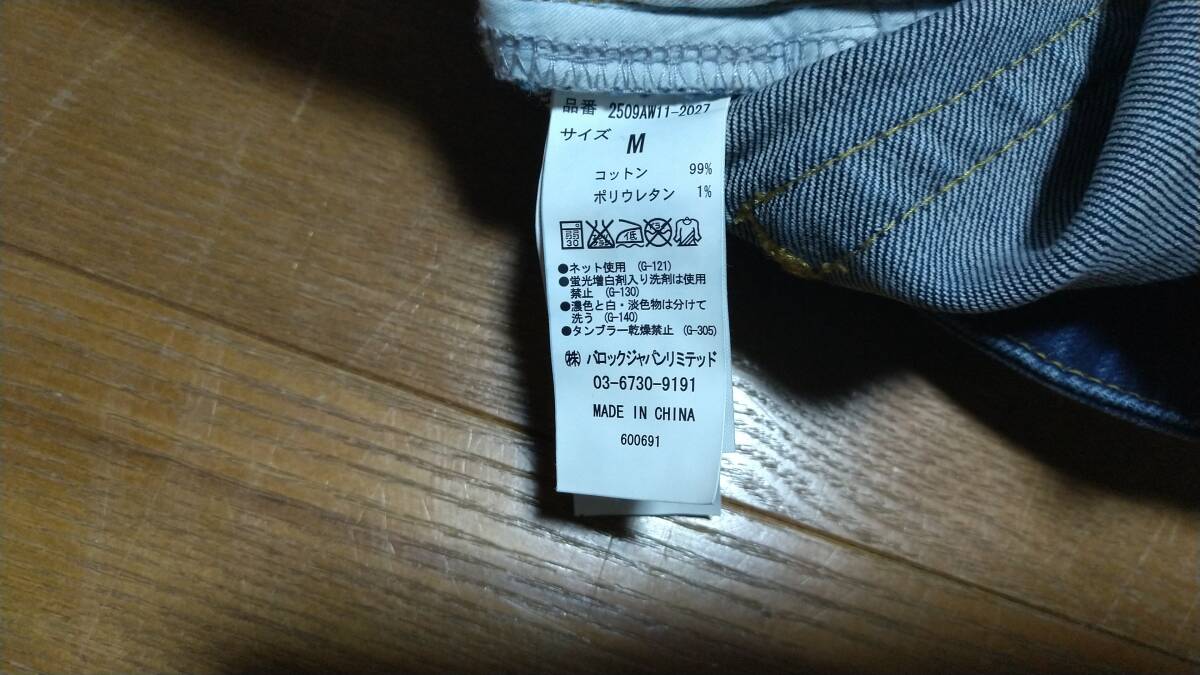 品番 2509AW11-2027
サイズ M
コットン 99%
ポリウレタン 1%
低
●ネット使用 (G-121)
●蛍光増白剤入り洗剤は使用
禁止 (G-130)
●濃色と白・淡色物は分けて
洗う (G-140)
●タンブラー乾燥禁止 (G-305)
㈱ バロックジャパンリミテッド
03-6730-9191
MADE IN CHINA
600691